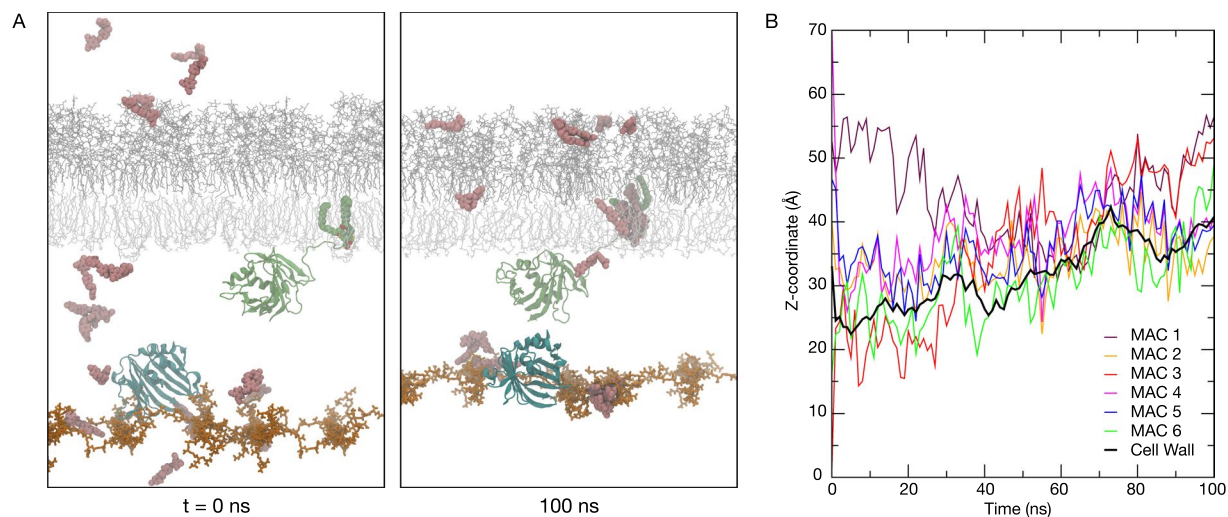 A
t = 0 ns
100 ns
B
Z-coordinate (Å)
70
60
50
40
30
20
10
0
MAC 1
MAC 2
MAC 3
MAC 4
MAC 5
MAC 6
Cell Wall
0 20 40 60 80 100
Time (ns)